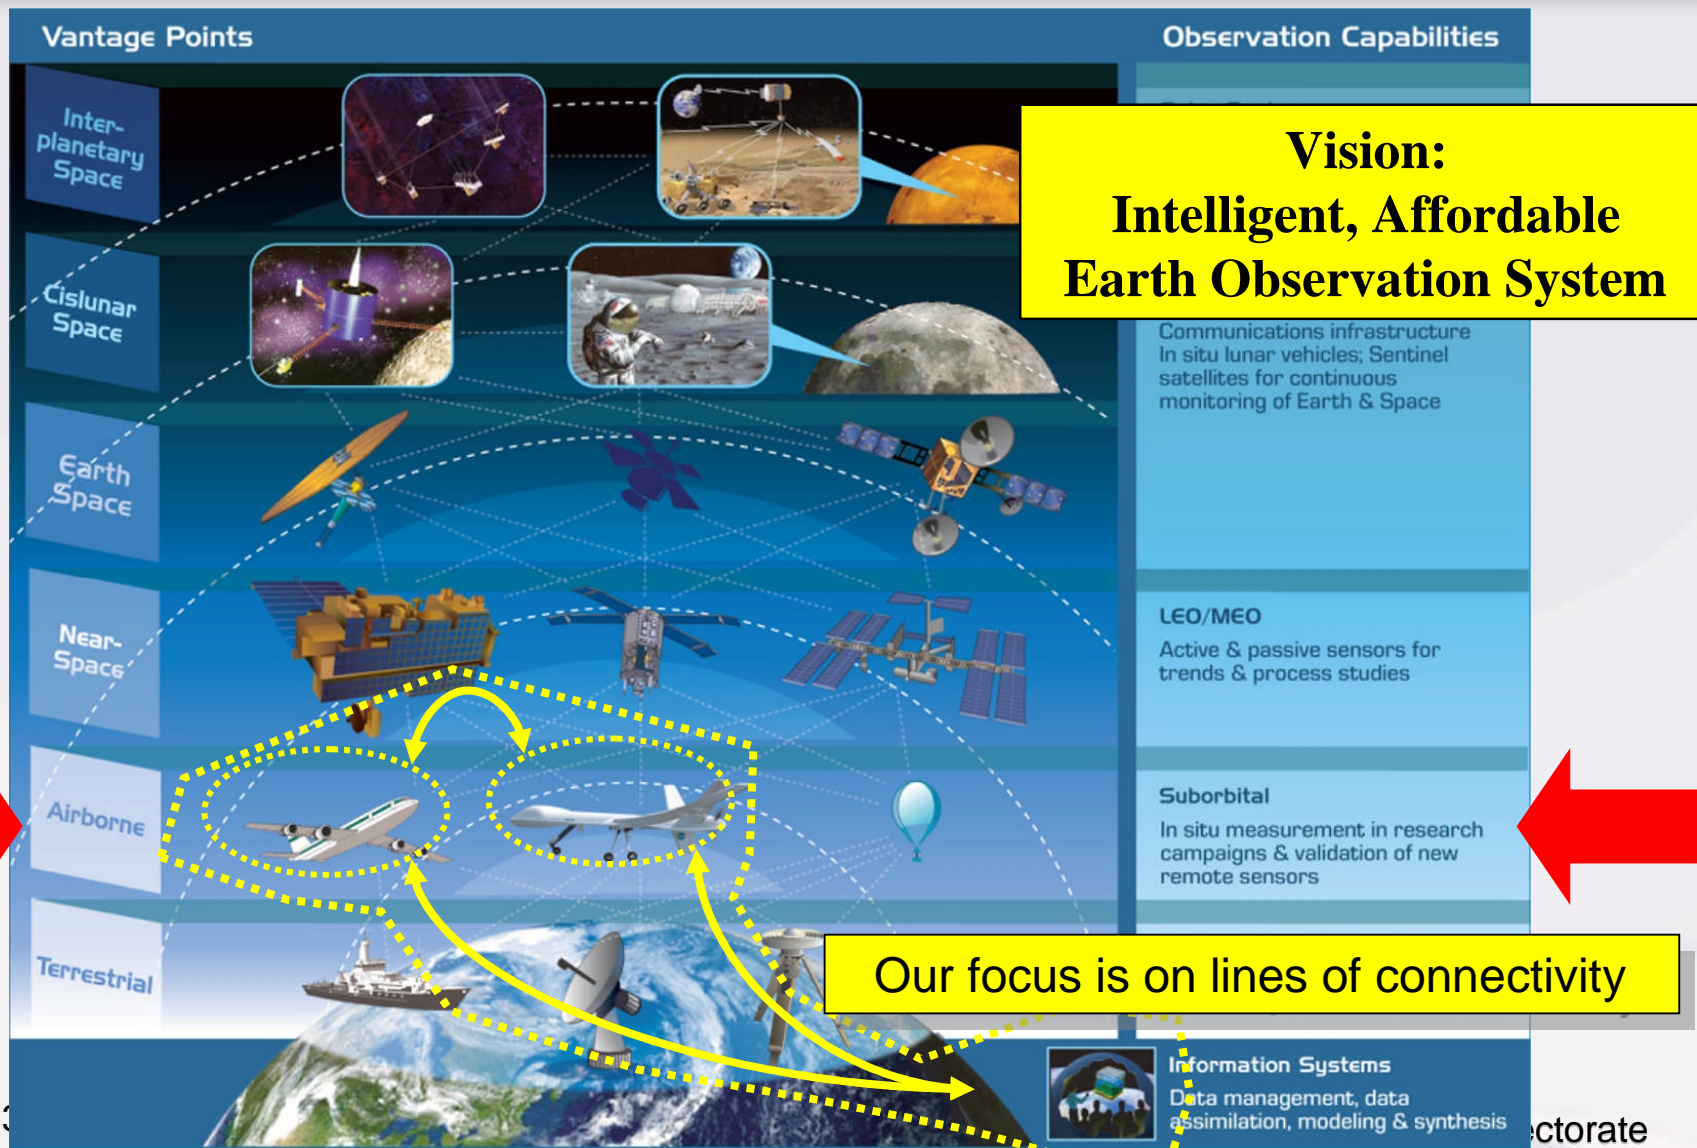 Vantage Points
Observation Capabilities
Inter-
planetary
Space
Vision:
Intelligent, Affordable
Earth Observation System
Cislunar
Space
Communications infrastructure
In situ lunar vehicles; Sentinel
satellites for continuous
monitoring of Earth & Space
Earth
Space
Near-
Space
LEO/MEO
Active & passive sensors for
trends & process studies
Airborne
Suborbital
In situ measurement in research
campaigns & validation of new
remote sensors
Terrestrial
Our focus is on lines of connectivity
Information Systems
Data management, data
assimilation, modeling & synthesis
ectorate